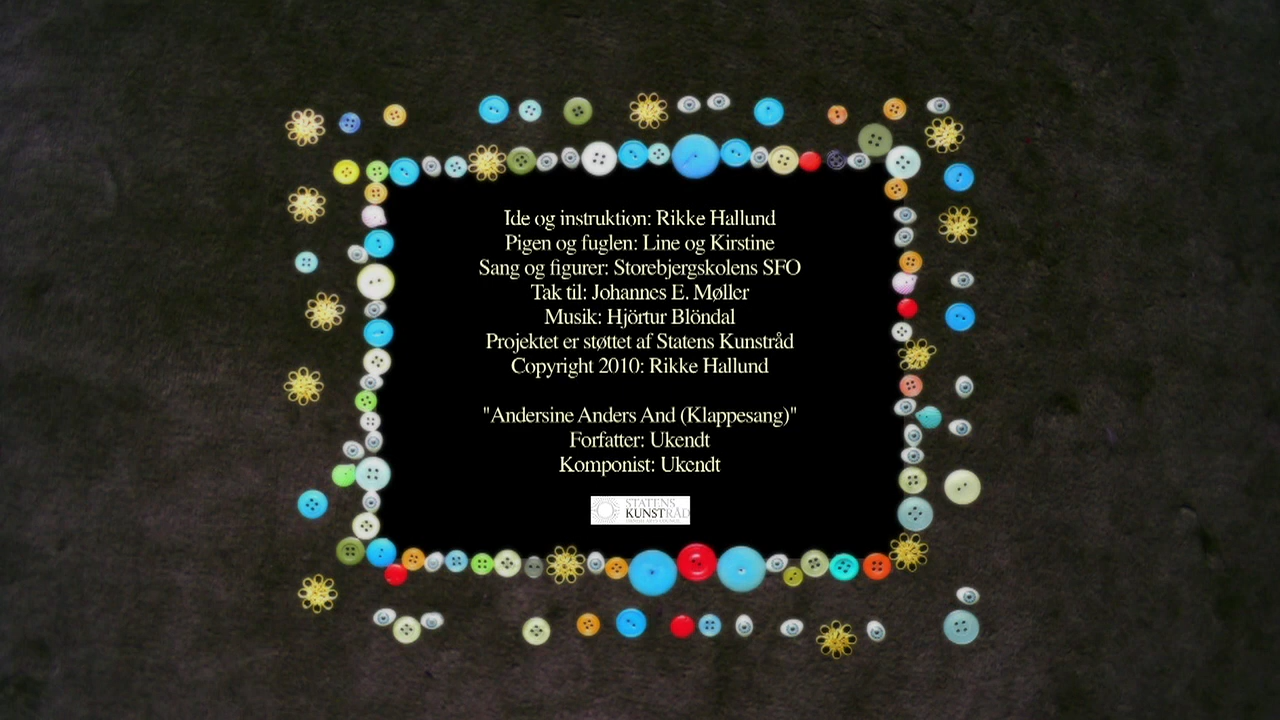 Ide og instruktion: Rikke Hallund
Pigen og fuglen: Line og Kirstine
Sang og figurer: Storebjergskolens SFO
Tak til: Johannes E. Møller
Musik: Hjörtur Blöndal
Projektet er støttet af Statens Kunstråd
Copyright 2010: Rikke Hallund
"Andersine Anders And (Klappesang)"
Forfatter: Ukendt
Komponist: Ukendt
STATENS
KUNSTRÅD